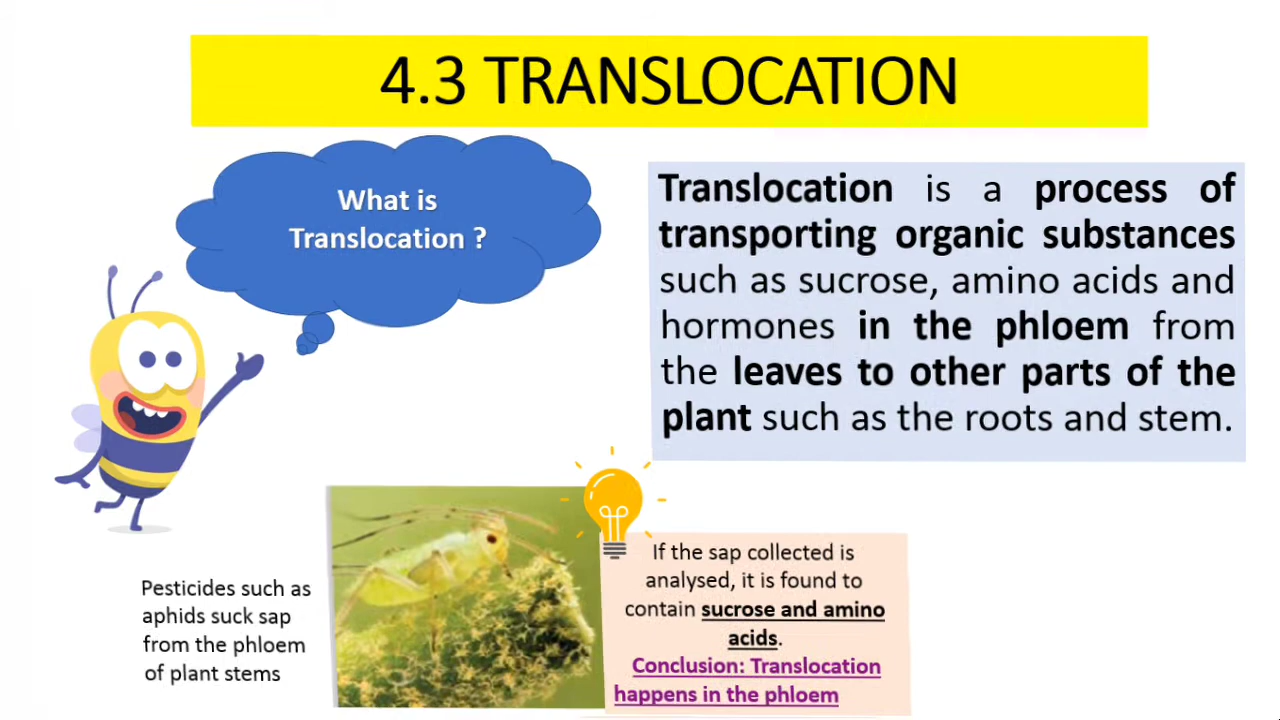 4.3 TRANSLOCATION
What is
Translocation ?
Translocation is a process of
transporting organic substances
such as sucrose, amino acids and
hormones in the phloem from
the leaves to other parts of the
plant such as the roots and stem.
Pesticides such as
aphids suck sap
from the phloem
of plant stems
If the sap collected is
analysed, it is found to
contain sucrose and amino
acids.
Conclusion: Translocation
happens in the phloem